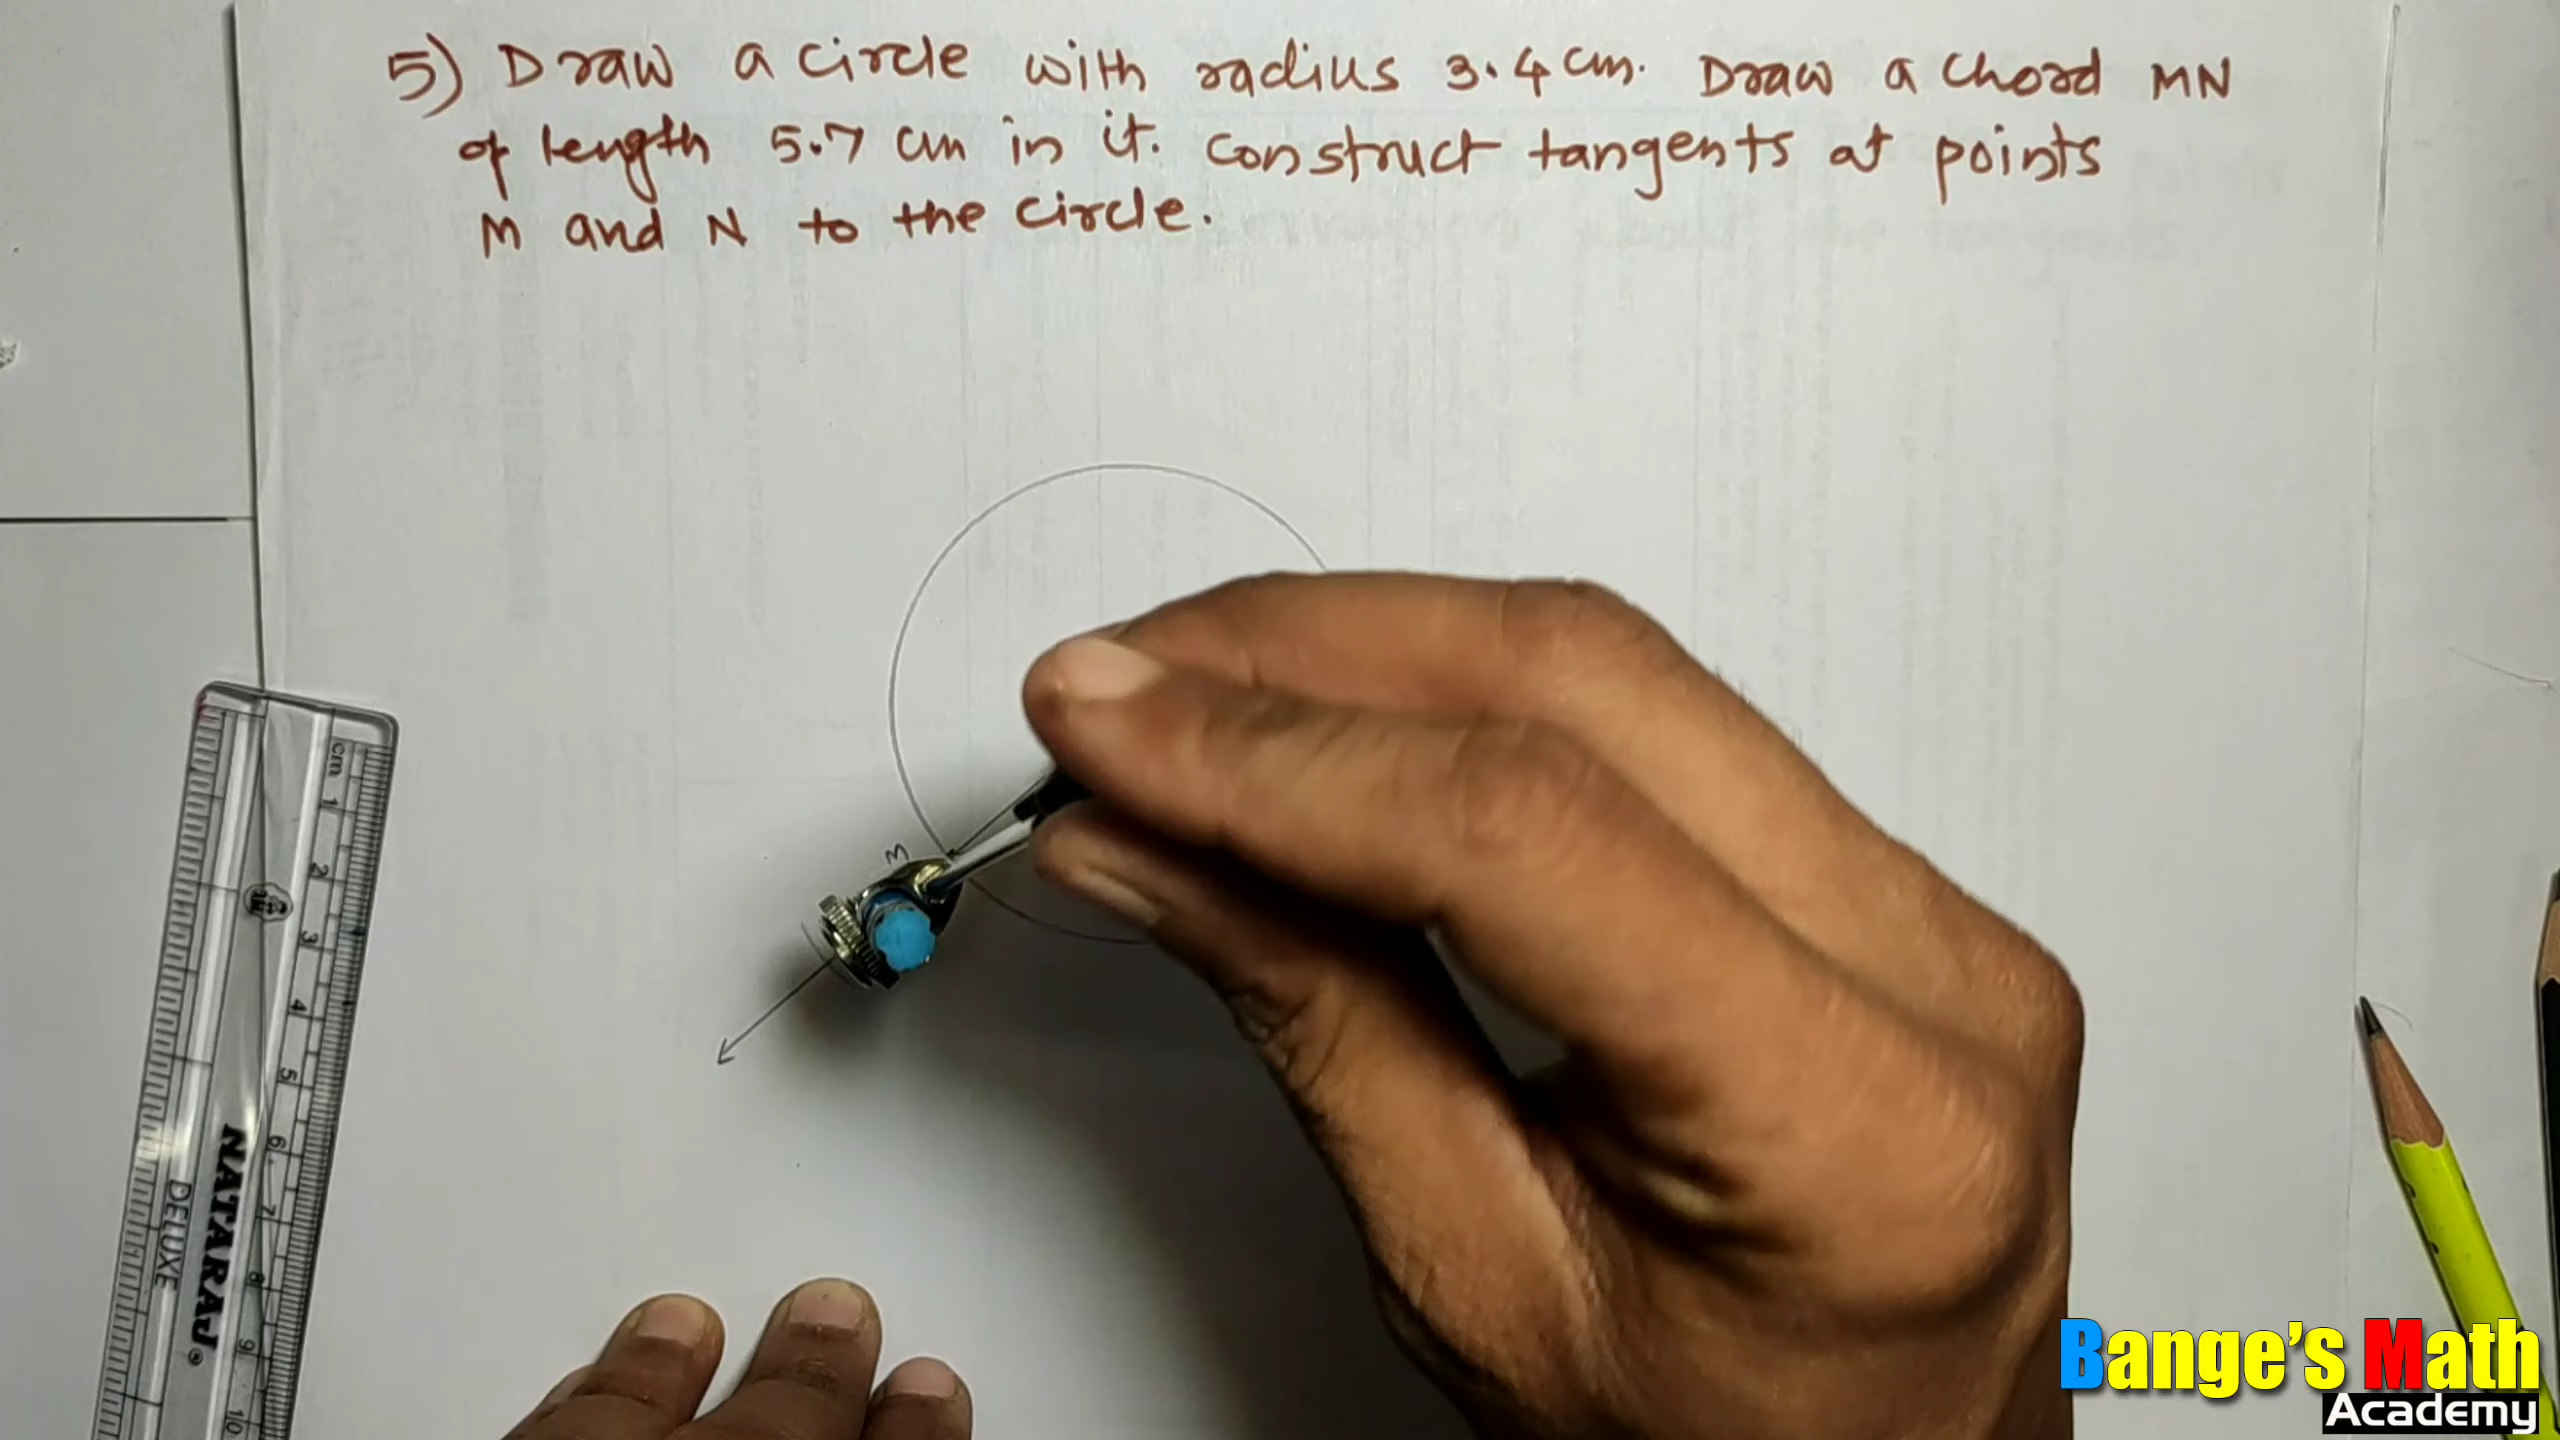 5) Draw a circle with radius 3.4 cm. Draw a chord MN
of length 5.7 cm in it. Construct tangents at points
M and N to the circle.
M
cm
1
2
3
4
5
6
7
8
9
10
NATARAJ
DELUXE
Bange's Math
Academy